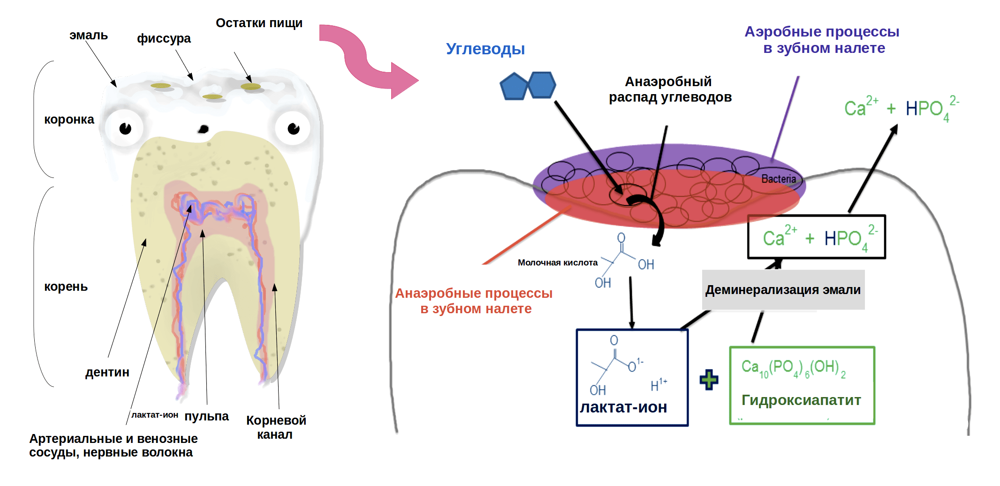 эмаль
фиссура
Остатки пищи
коронка
корень
дентин
лактат-ион
пульпа
Корневой
канал
Артериальные и венозные
сосуды, нервные волокна
Углеводы
Анаэробный
распад углеводов
Аэробные процессы
в зубном налете
Ca2+ + HPO42-
Bacteria
Ca2+ + HPO42-
O
Молочная кислота
OH
OH
Анаэробные процессы
в зубном налете
Деминерализация эмали
O
O1-
OH
H1+
лактат-ион
Ca10(PO4)6(OH)2
Гидроксиапатит